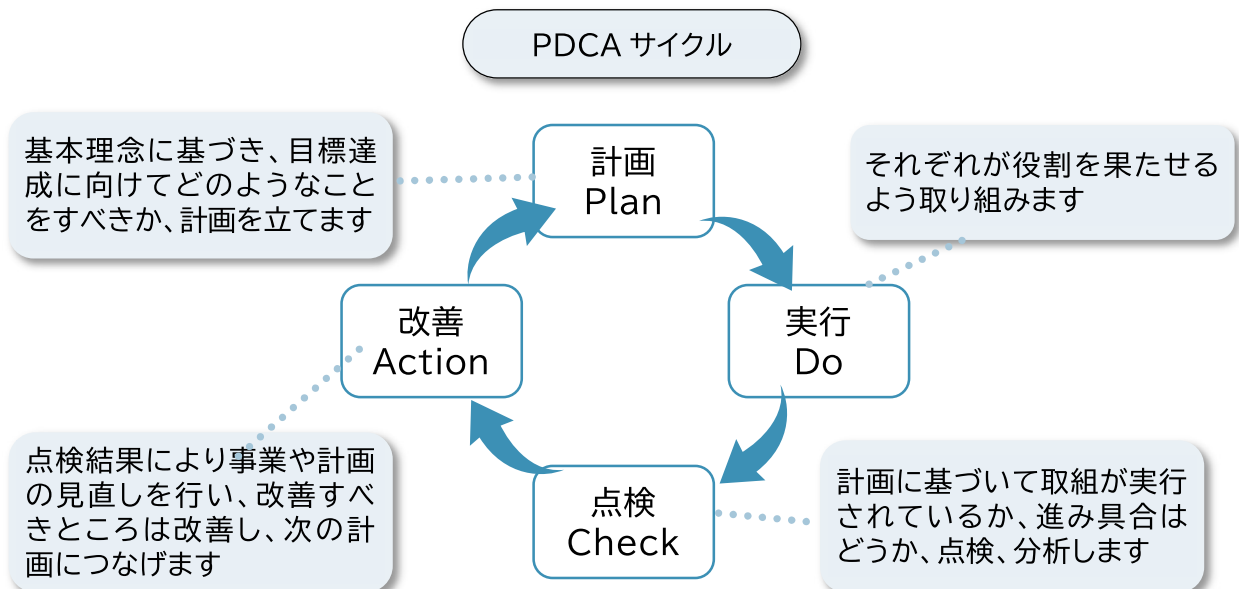 PDCA サイクル
基本理念に基づき、目標達
成に向けてどのようなこと
をすべきか、計画を立てます
計画
Plan
それぞれが役割を果たせる
よう取り組みます
改善
Action
実行
Do
点検結果により事業や計画
の見直しを行い、改善すべ
きところは改善し、次の計
画につなげます
点検
Check
計画に基づいて取組が実行
されているか、進み具合は
どうか、点検、分析します